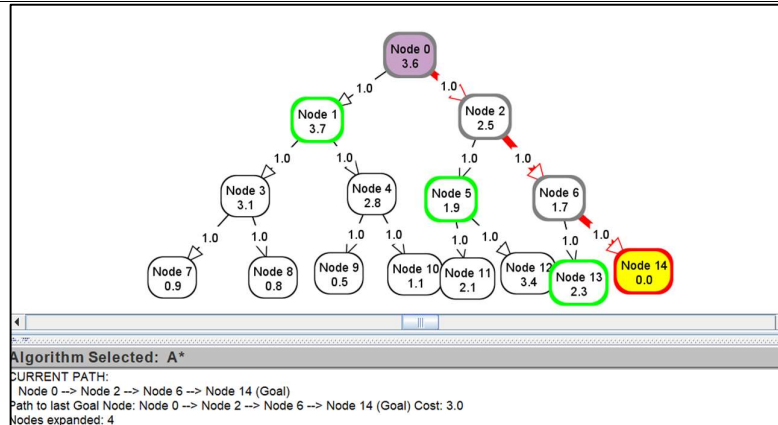 Node 0
3.6
1.0
1.0
Node 1
3.7
Node 2
2.5
1.0
1.0
1.0
1.0
Node 3
3.1
Node 4
2.8
Node 5
1.9
Node 6
1.7
1.0
1.0
1.0
1.0
1.0
1.0
1.0
1.0
Node 7
0.9
Node 8
0.8
Node 9
0.5
Node 10
1.1
Node 11
2.1
Node 12
3.4
Node 13
2.3
Node 14
0.0
Algorithm Selected: A*
CURRENT PATH:
Node 0 --> Node 2 --> Node 6 --> Node 14 (Goal)
Path to last Goal Node: Node 0 --> Node 2 --> Node 6 --> Node 14 (Goal) Cost: 3.0
Nodes expanded: 4